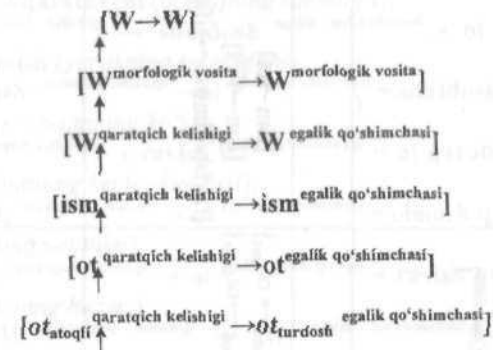 {W→W}
[W^morfologik vosita→W^morfologik vosita]
[W^qaratqich kelishigi→W^egalik qo‘shimchasi]
[ism^qaratqich kelishigi→ism^egalik qo‘shimchasi]
[ot^qaratqich kelishigi→ot^egalik qo‘shimchasi]
[ot_atoqli^qaratqich kelishigi→ot_turdosh^egalik qo‘shimchasi]